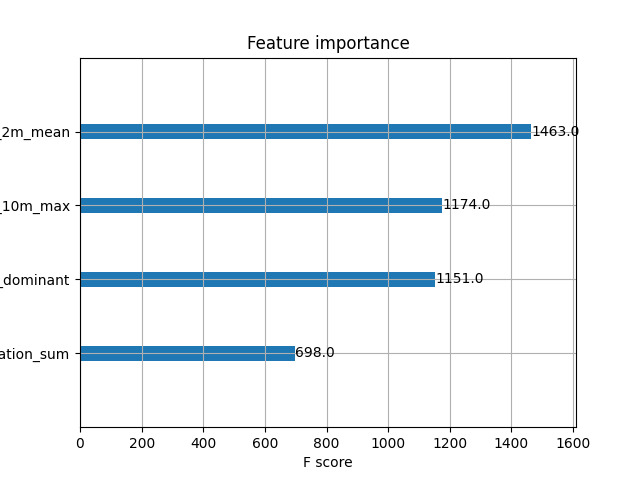 Feature importance
_2m_mean
1463.0
_10m_max
1174.0
_dominant
1151.0
ation_sum
698.0
0 200 400 600 800 1000 1200 1400 1600
F score